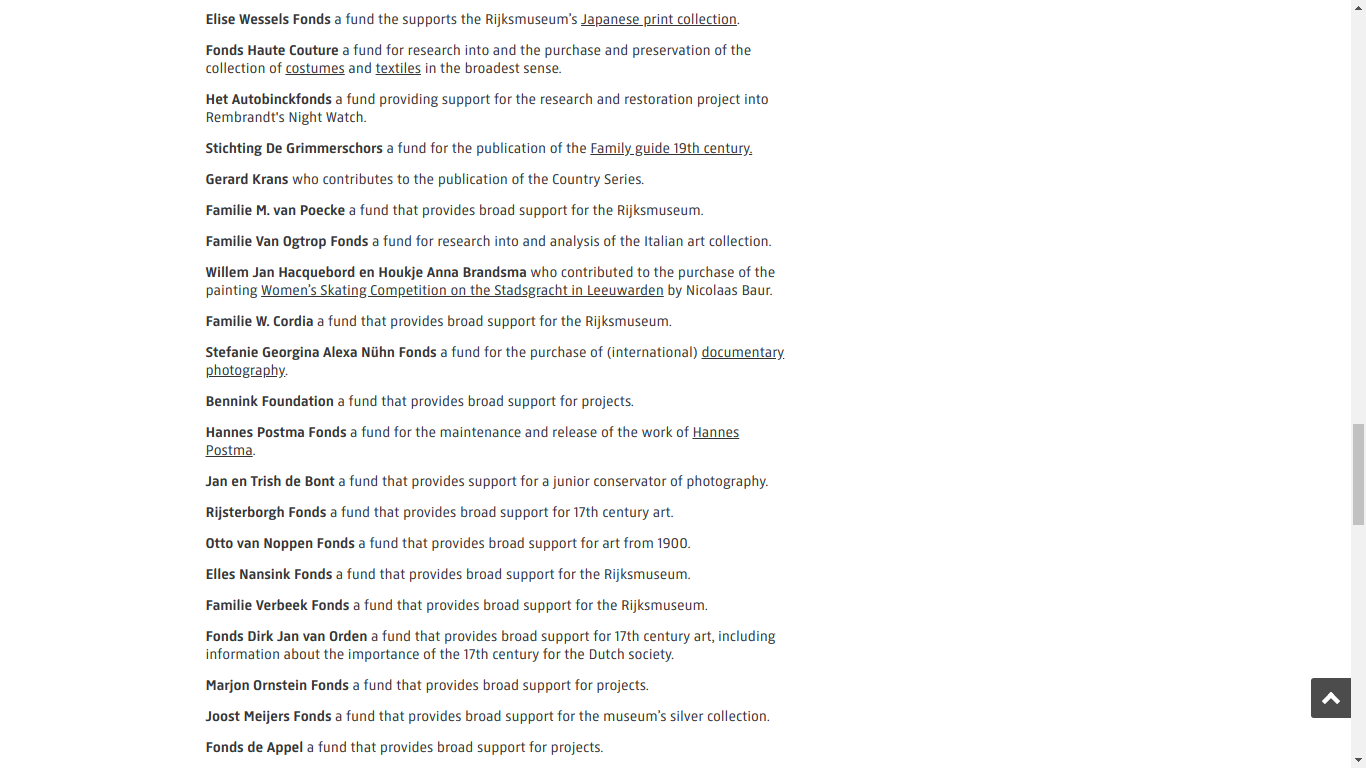 Elise Wessels Fonds a fund the supports the Rijksmuseum’s Japanese print collection.
Fonds Haute Couture a fund for research into and the purchase and preservation of the
collection of costumes and textiles in the broadest sense.
Het Autobinckfonds a fund providing support for the research and restoration project into
Rembrandt's Night Watch.
Stichting De Grimmerschors a fund for the publication of the Family guide 19th century.
Gerard Krans who contributes to the publication of the Country Series.
Familie M. van Poecke a fund that provides broad support for the Rijksmuseum.
Familie Van Ogtrop Fonds a fund for research into and analysis of the Italian art collection.
Willem Jan Hacquebord en Houkje Anna Brandsma who contributed to the purchase of the
painting Women’s Skating Competition on the Stadsgracht in Leeuwarden by Nicolaas Baur.
Familie W. Cordia a fund that provides broad support for the Rijksmuseum.
Stefanie Georgina Alexa Nühn Fonds a fund for the purchase of (international) documentary
photography.
Bennink Foundation a fund that provides broad support for projects.
Hannes Postma Fonds a fund for the maintenance and release of the work of Hannes
Postma.
Jan en Trish de Bont a fund that provides support for a junior conservator of photography.
Rijsterborgh Fonds a fund that provides broad support for 17th century art.
Otto van Noppen Fonds a fund that provides broad support for art from 1900.
Elles Nansink Fonds a fund that provides broad support for the Rijksmuseum.
Familie Verbeek Fonds a fund that provides broad support for the Rijksmuseum.
Fonds Dirk Jan van Orden a fund that provides broad support for 17th century art, including
information about the importance of the 17th century for the Dutch society.
Marjon Ornstein Fonds a fund that provides broad support for projects.
Joost Meijers Fonds a fund that provides broad support for the museum’s silver collection.
Fonds de Appel a fund that provides broad support for projects.